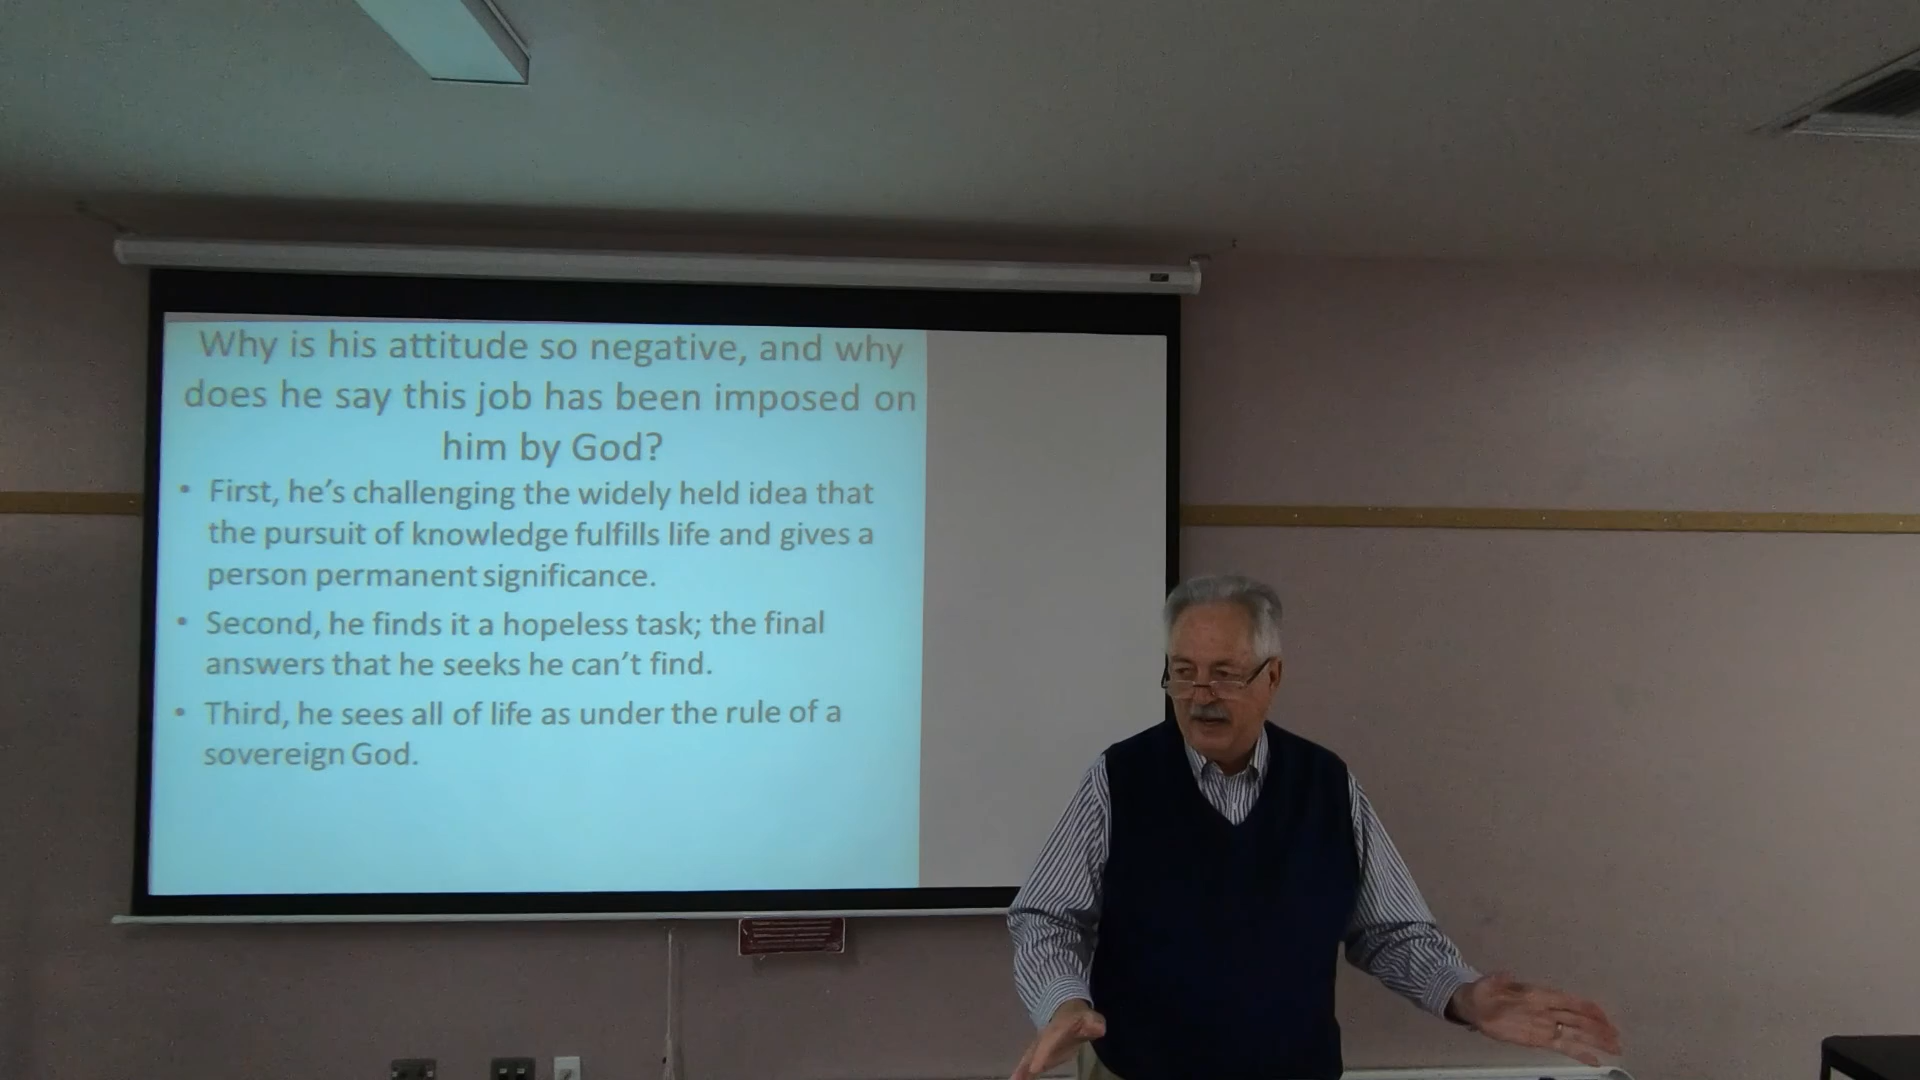 Why is his attitude so negative, and why
does he say this job has been imposed on
him by God?
• First, he's challenging the widely held idea that
the pursuit of knowledge fulfills life and gives a
person permanent significance.
• Second, he finds it a hopeless task; the final
answers that he seeks he can't find.
• Third, he sees all of life as under the rule of a
sovereign God.